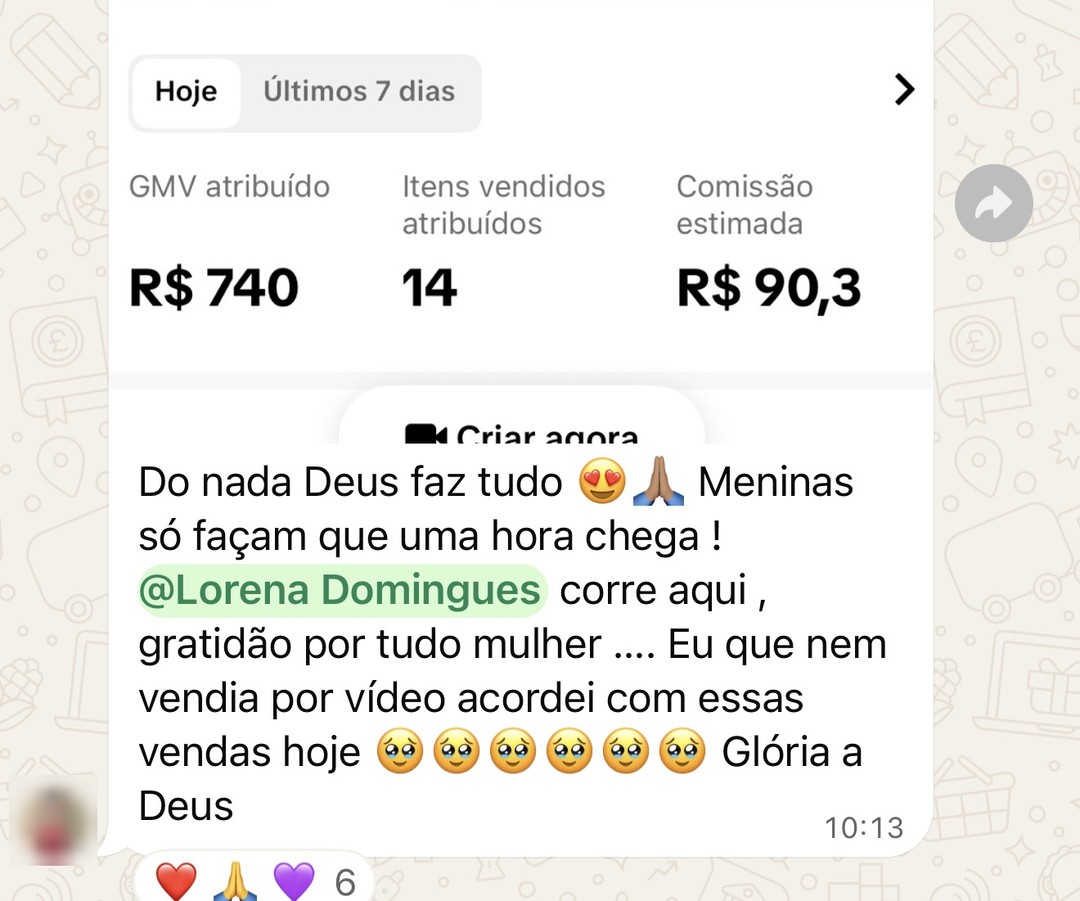 Hoje Últimos 7 dias
GMV atribuído Itens vendidos Comissão
atribuídos estimada
R$ 740 14 R$ 90,3
Criar agora
Do nada Deus faz tudo 😍🙏🏽 Meninas
só façam que uma hora chega !
@Lorena Domingues corre aqui ,
gratidão por tudo mulher .... Eu que nem
vendia por vídeo acordei com essas
vendas hoje 🥹🥹🥹🥹🥹🥹 Glória a
Deus
10:13
❤️ 🙏 💜 6